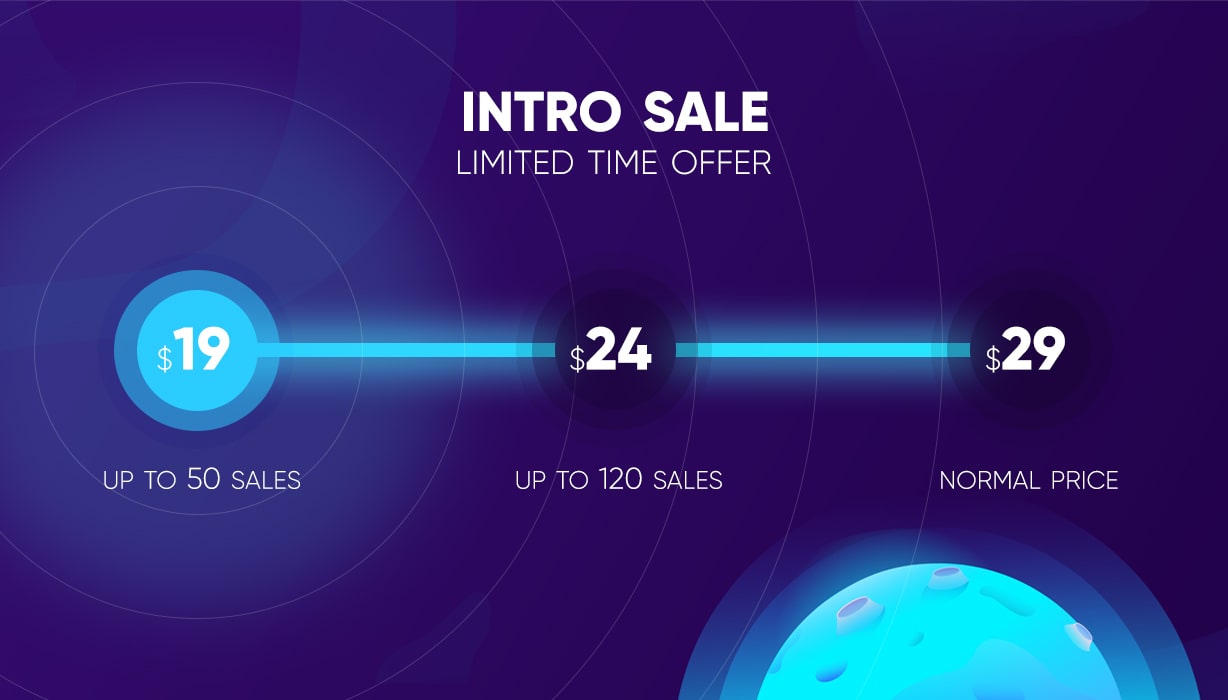 INTRO SALE
LIMITED TIME OFFER
$19
$24
$29
UP TO 50 SALES
UP TO 120 SALES
NORMAL PRICE